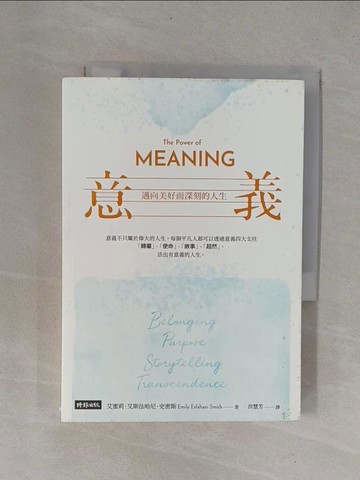 The Power of
MEANING
意義
邁向美好而深刻的人生
意義不只屬於偉大的人生，每個平凡人都可以透過意義四大支柱
「歸屬」、「使命」、「敘事」、「超然」，
活出有意義的人生。
Belonging
Purpose
Storytelling
Transcendence
時報出版
艾蜜莉·艾斯法哈尼·史密斯 Emily Esfahani Smith——著 洪慧芳——譯